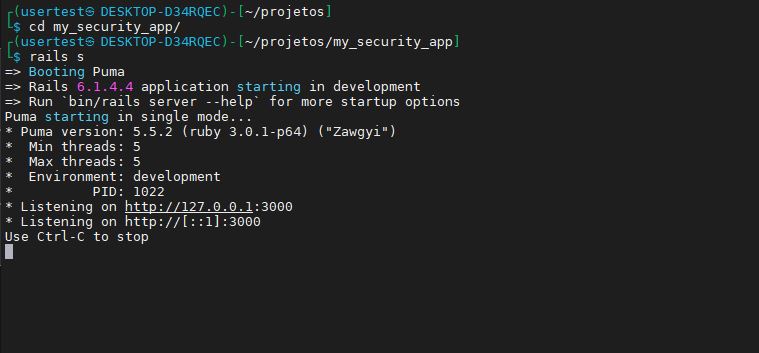 ┌(usertest㉿ DESKTOP-D34RQEC)-[~/projetos]
└$ cd my_security_app/
┌(usertest㉿ DESKTOP-D34RQEC)-[~/projetos/my_security_app]
└$ rails s
=> Booting Puma
=> Rails 6.1.4.4 application starting in development
=> Run `bin/rails server --help` for more startup options
Puma starting in single mode...
* Puma version: 5.5.2 (ruby 3.0.1-p64) ("Zawgyi")
*  Min threads: 5
*  Max threads: 5
*  Environment: development
*          PID: 1022
* Listening on http://127.0.0.1:3000
* Listening on http://[::1]:3000
Use Ctrl-C to stop